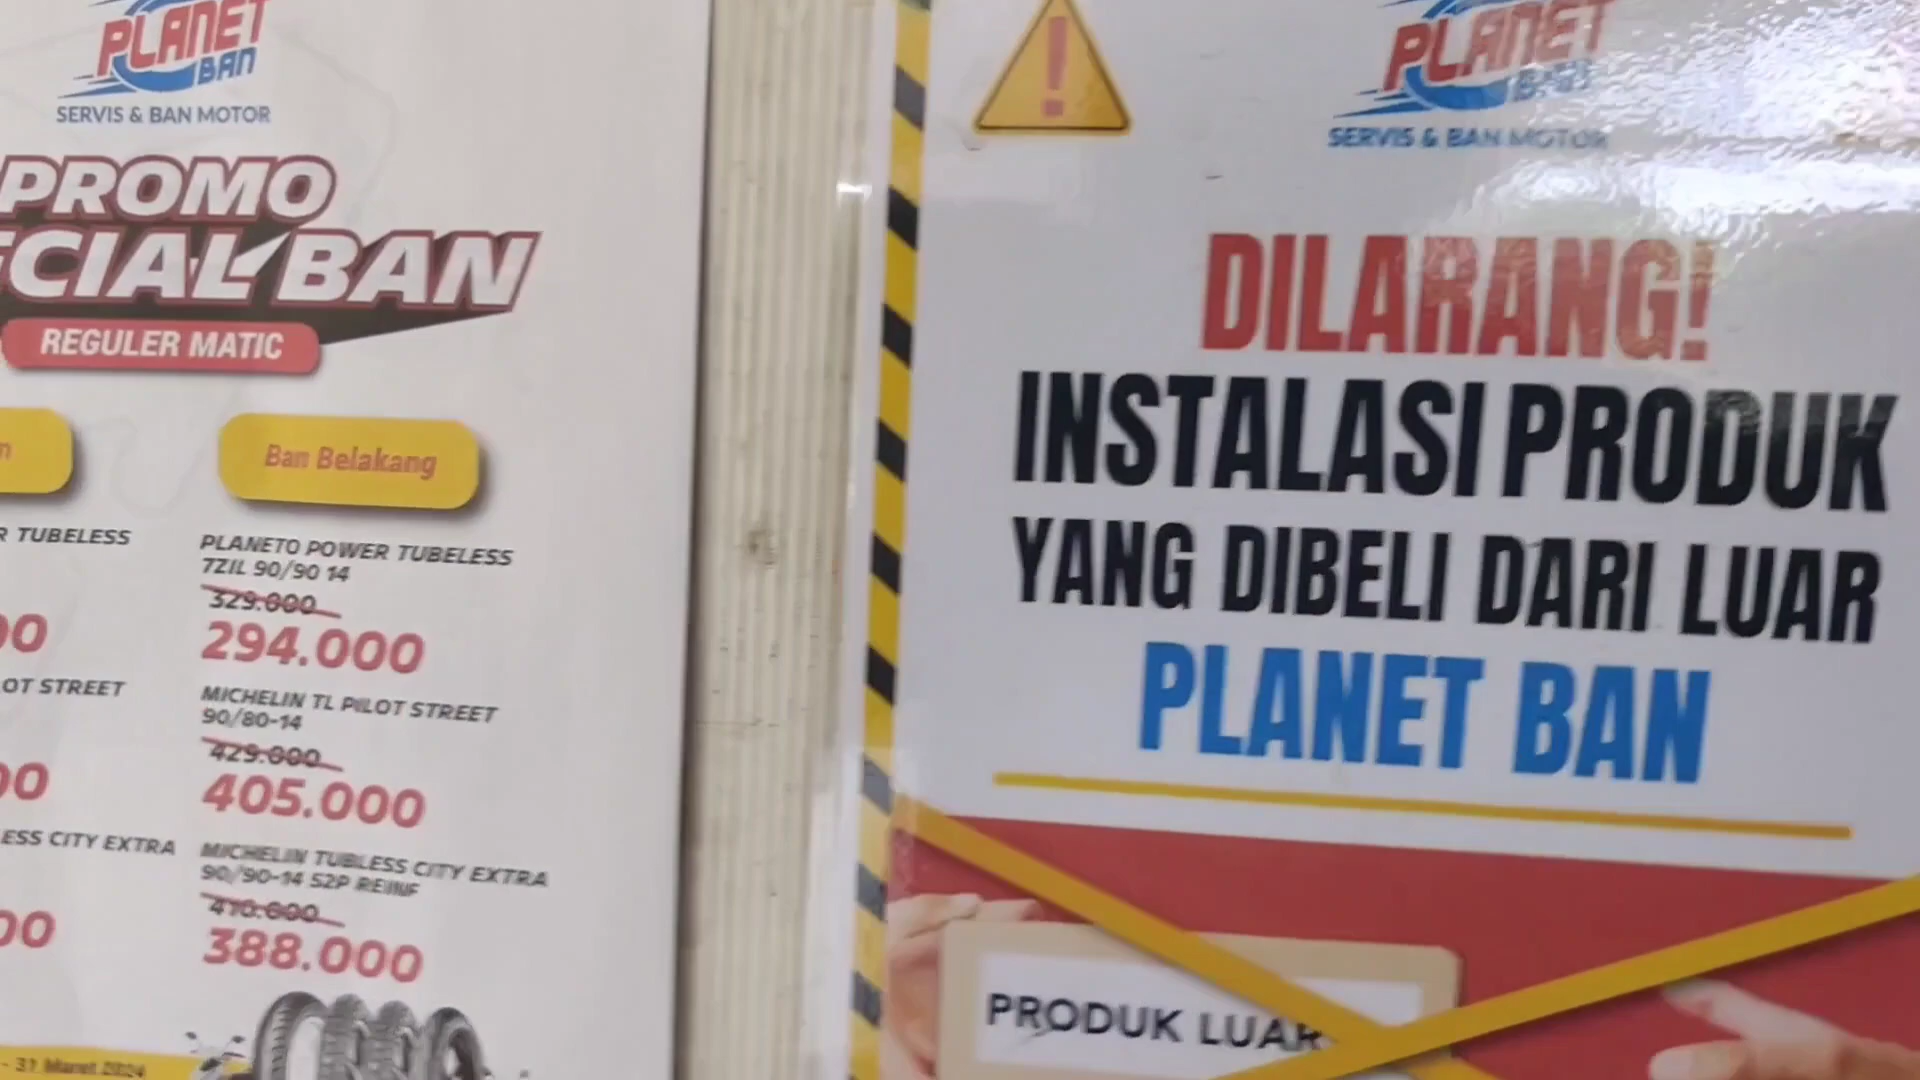 PLANET
BAN
SERVIS & BAN MOTOR
PROMO
CIAL BAN
REGULER MATIC
Ban Belakang
TUBELESS
OT STREET
ESS CITY EXTRA
PLANETO POWER TUBELESS
7ZIL 90/90 14
329.000
294.000
MICHELIN TL PILOT STREET
90/80-14
429.000
405.000
MICHELIN TUBLESS CITY EXTRA
90/90-14 S2P REINF
410.000
388.000
- 31 Maret 2024
PLANET
BAN
SERVIS & BAN MOTOR
DILARANG!
INSTALASI PRODUK
YANG DIBELI DARI LUAR
PLANET BAN
PRODUK LUAR